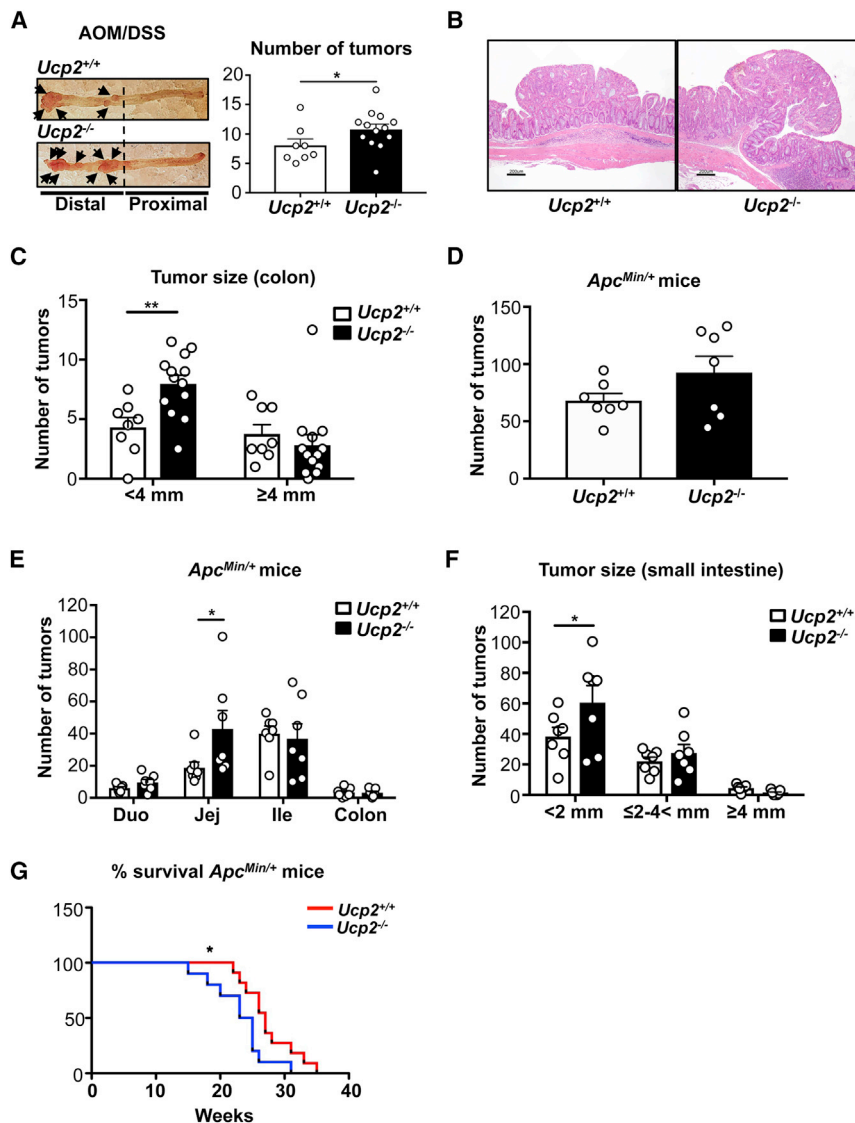 A
AOM/DSS
Ucp2+/+
Ucp2-/-
Distal
Proximal
Number of tumors
*
20
15
10
5
0
Ucp2+/+
Ucp2-/-
B
200um
200um
Ucp2+/+
Ucp2-/-
C
Tumor size (colon)
Number of tumors
15
10
5
0
**
Ucp2+/+
Ucp2-/-
<4 mm
≥4 mm
D
ApcMin/+ mice
Number of tumors
150
100
50
0
Ucp2+/+
Ucp2-/-
E
ApcMin/+ mice
Number of tumors
120
100
80
60
40
20
0
*
Ucp2+/+
Ucp2-/-
Duo
Jej
Ile
Colon
F
Tumor size (small intestine)
Number of tumors
120
100
80
60
40
20
0
*
Ucp2+/+
Ucp2-/-
<2 mm
≤2-4< mm
≥4 mm
G
% survival ApcMin/+ mice
150
100
50
0
*
Ucp2+/+
Ucp2-/-
0
10
20
30
40
Weeks